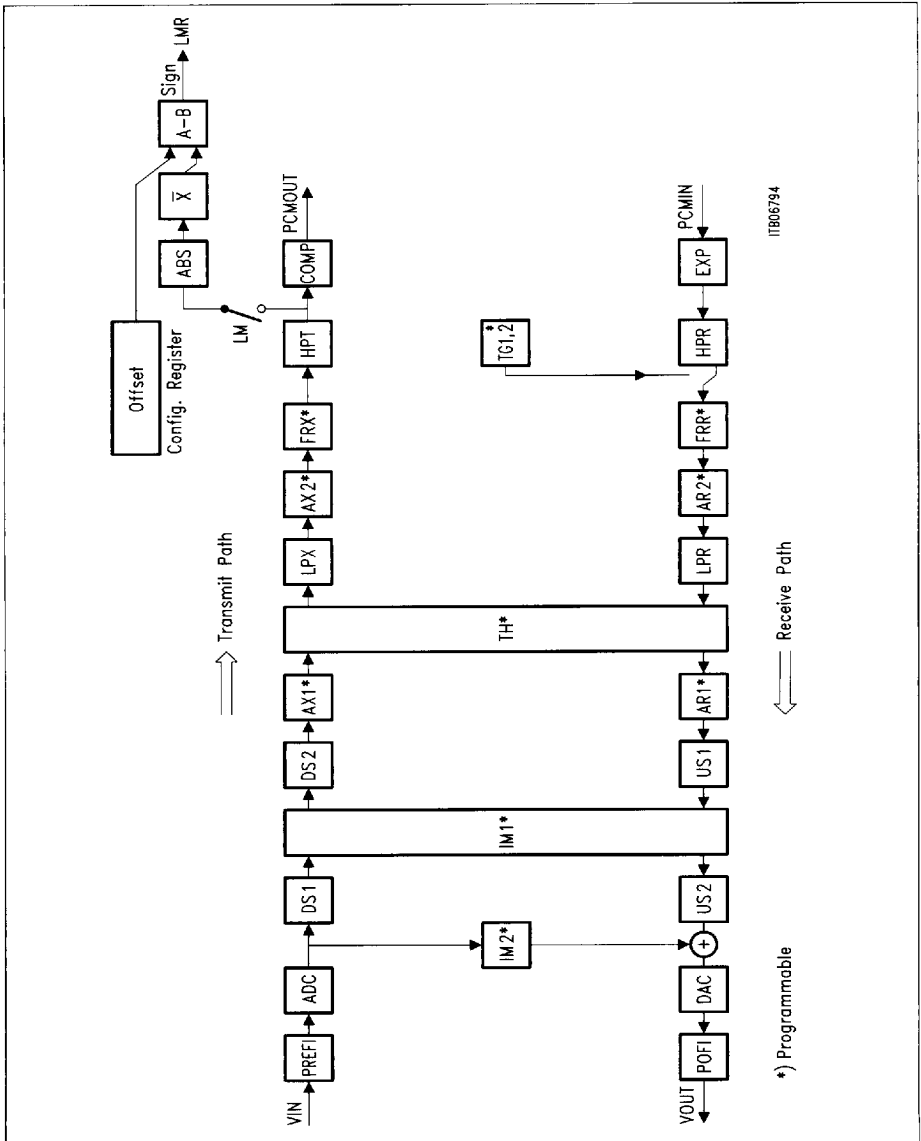 Offset
Config. Register
ABS
X̅
A-B
Sign
LMR
LM
Transmit Path
VIN
PREFI
ADC
DS1
IM1*
DS2
AX1*
TH*
LPX
AX2*
FRX*
HPT
COMP
PCMOUT
IM2*
+
TG1,2
*
PCMIN
EXP
HPR
FRR*
AR2*
LPR
AR1*
US1
US2
DAC
POFI
VOUT
Receive Path
*) Programmable
ITB06794